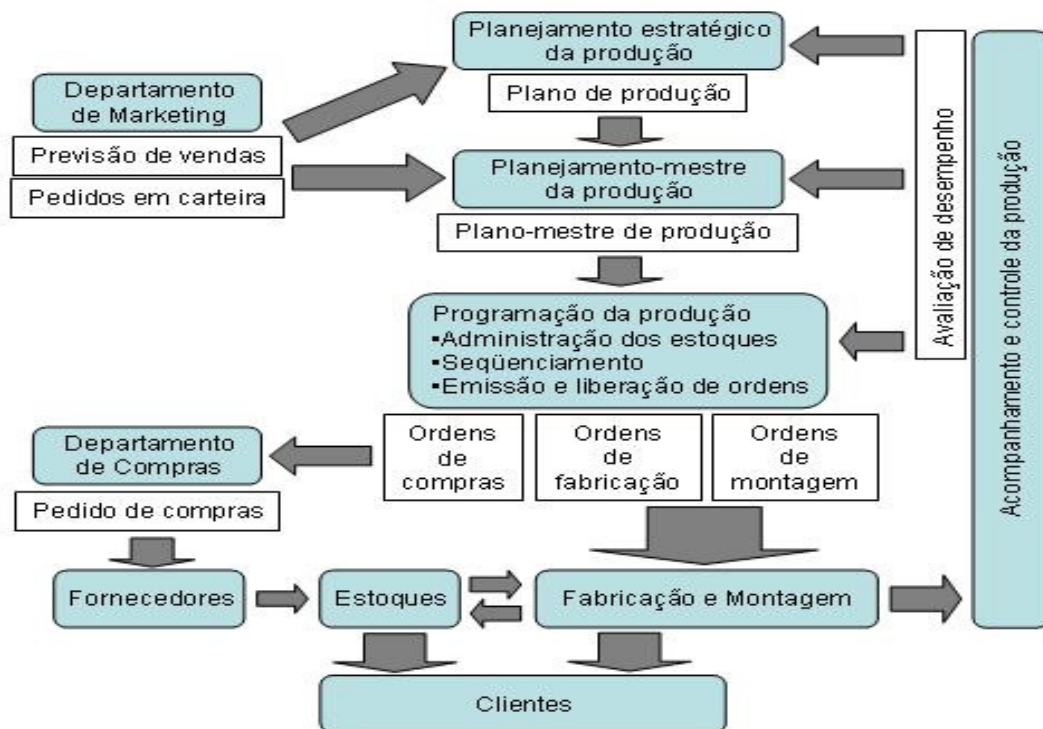 Planejamento estratégico
da produção
Plano de produção
Departamento
de Marketing
Previsão de vendas
Pedidos em carteira
Planejamento-mestre
da produção
Plano-mestre de produção
Programação da produção
▪Administração dos estoques
▪Seqüenciamento
▪Emissão e liberação de ordens
Avaliação de desempenho
Acompanhamento e controle da produção
Departamento
de Compras
Pedido de compras
Ordens
de
compras
Ordens
de
fabricação
Ordens
de
montagem
Fornecedores
Estoques
Fabricação e Montagem
Clientes